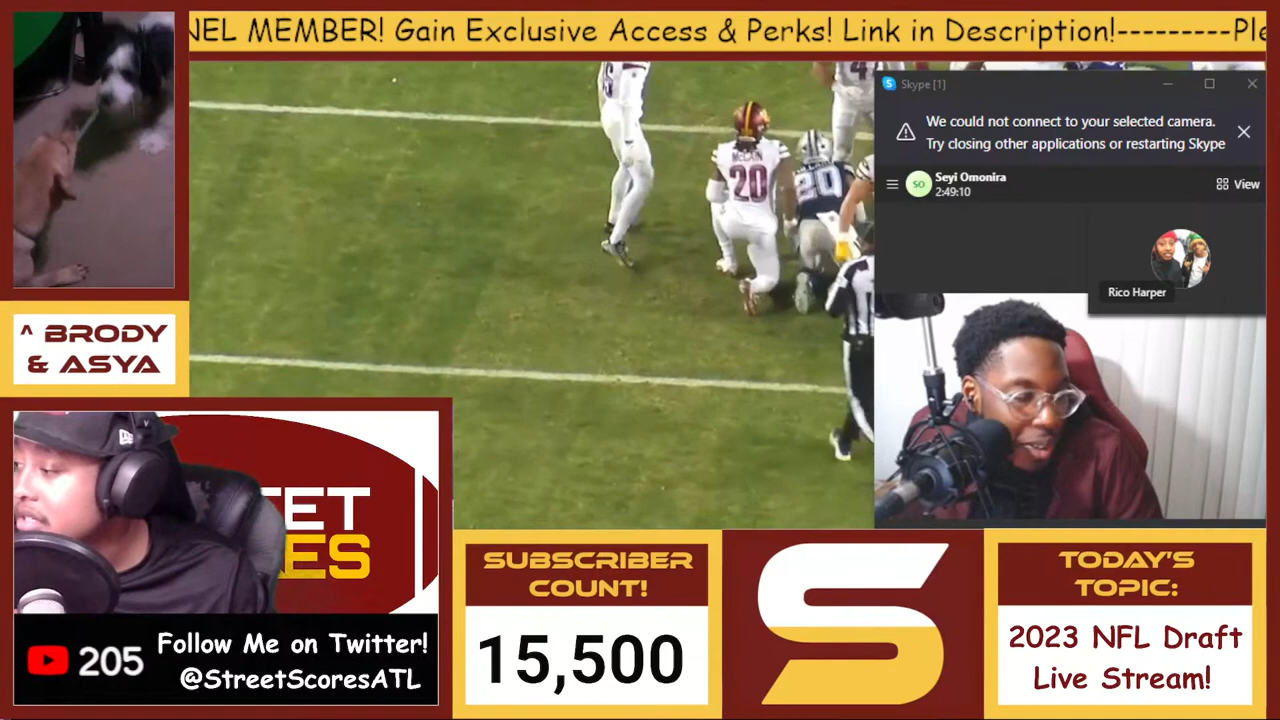 NEL MEMBER! Gain Exclusive Access & Perks! Link in Description!---------Ple
Skype [1]
We could not connect to your selected camera.
Try closing other applications or restarting Skype
SO
Seyi Omonira
2:49:10
View
Rico Harper
McCAIN
20
20
4
^ BRODY
& ASYA
ET
ES
205
Follow Me on Twitter!
@StreetScoresATL
SUBSCRIBER
COUNT!
15,500
S
TODAY'S
TOPIC:
2023 NFL Draft
Live Stream!